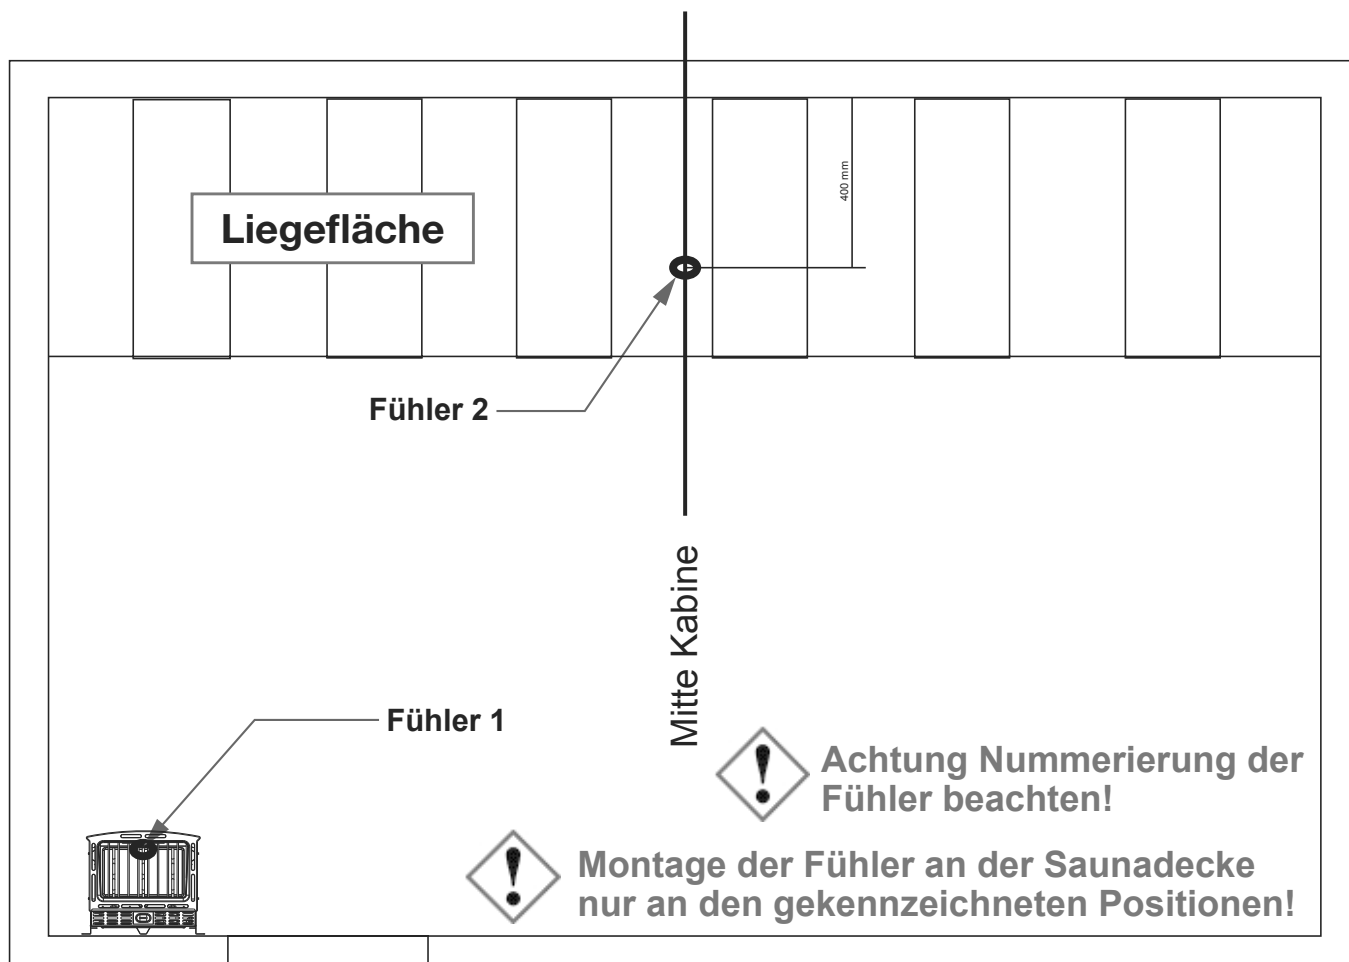 400 mm
Liegefläche
Fühler 2
Mitte Kabine
Fühler 1
Achtung Nummerierung der
Fühler beachten!
Montage der Fühler an der Saunadecke
nur an den gekennzeichneten Positionen!